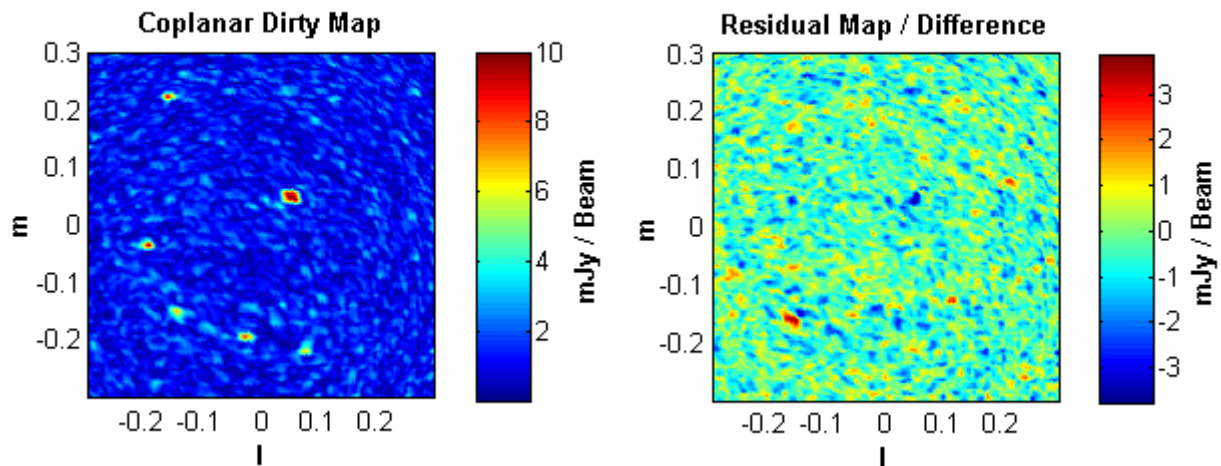 Coplanar Dirty Map
0.3
0.2
0.1
0
-0.1
-0.2
m
-0.2 -0.1 0 0.1 0.2
l
10
8
6
4
2
mJy / Beam
Residual Map / Difference
0.3
0.2
0.1
0
-0.1
-0.2
m
-0.2 -0.1 0 0.1 0.2
l
3
2
1
0
-1
-2
-3
mJy / Beam